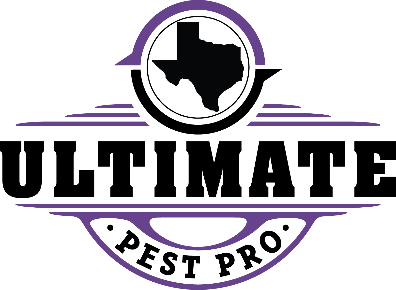 ULTIMATE
· PEST PRO ·